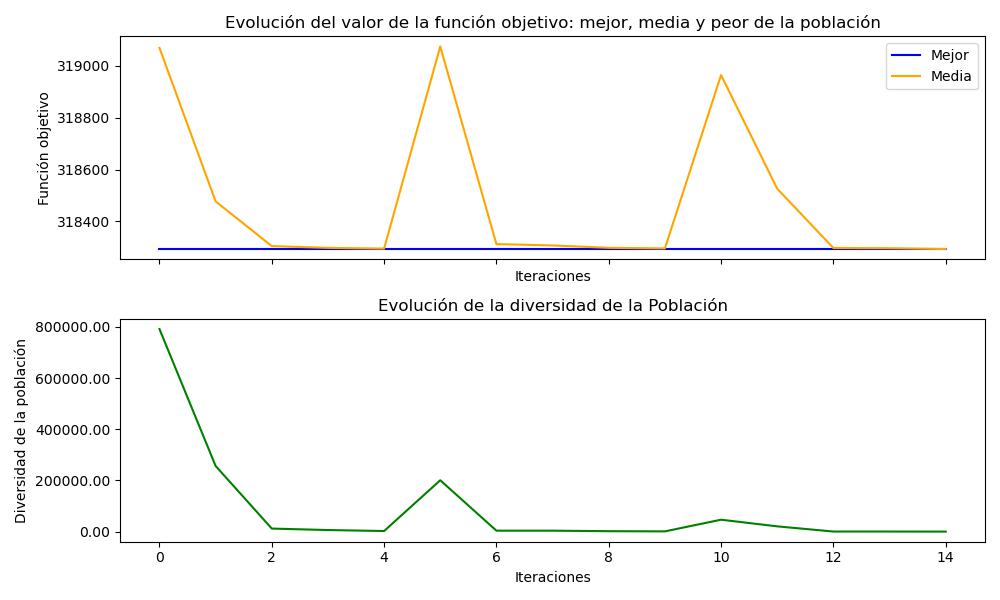 Evolución del valor de la función objetivo: mejor, media y peor de la población
Función objetivo
319000
318800
318600
318400
Mejor
Media
Iteraciones
Evolución de la diversidad de la Población
Diversidad de la población
800000.00
600000.00
400000.00
200000.00
0.00
0 2 4 6 8 10 12 14
Iteraciones